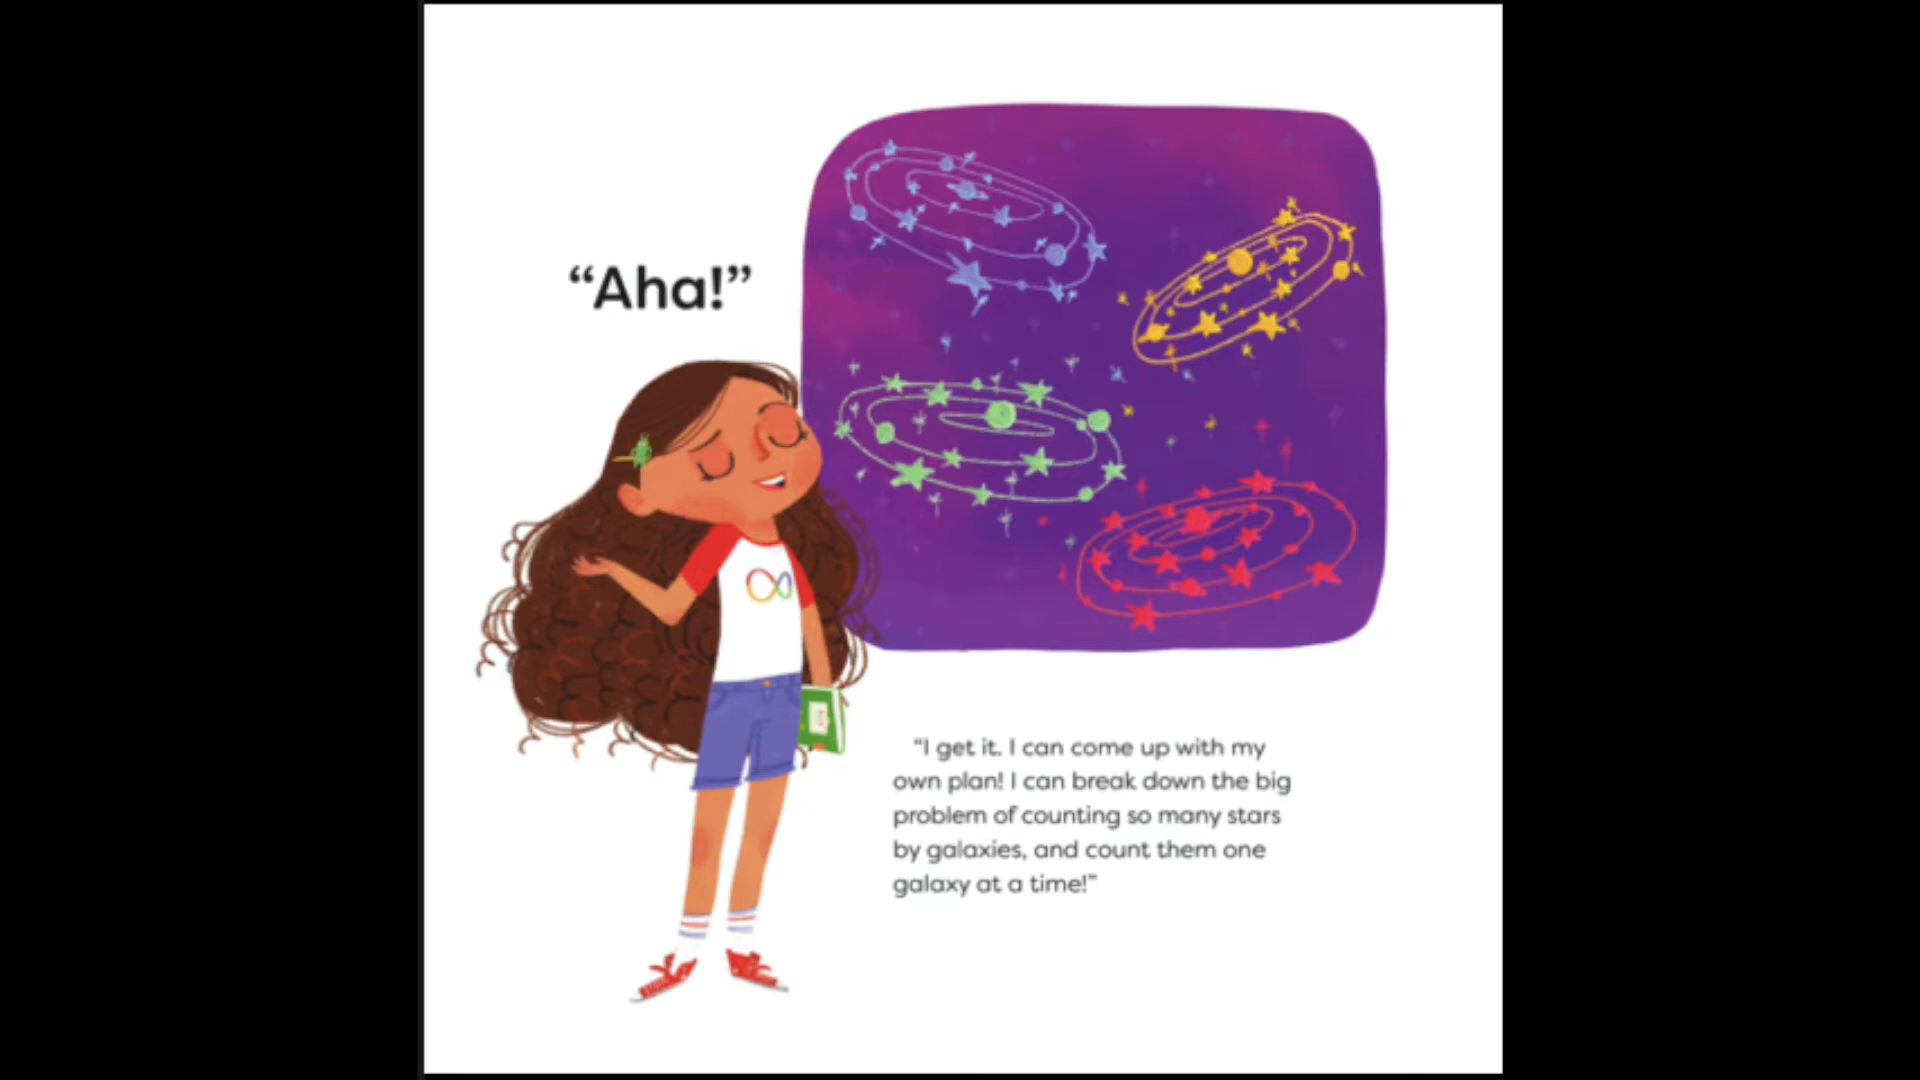 “Aha!”
“I get it. I can come up with my
own plan! I can break down the big
problem of counting so many stars
by galaxies, and count them one
galaxy at a time!”